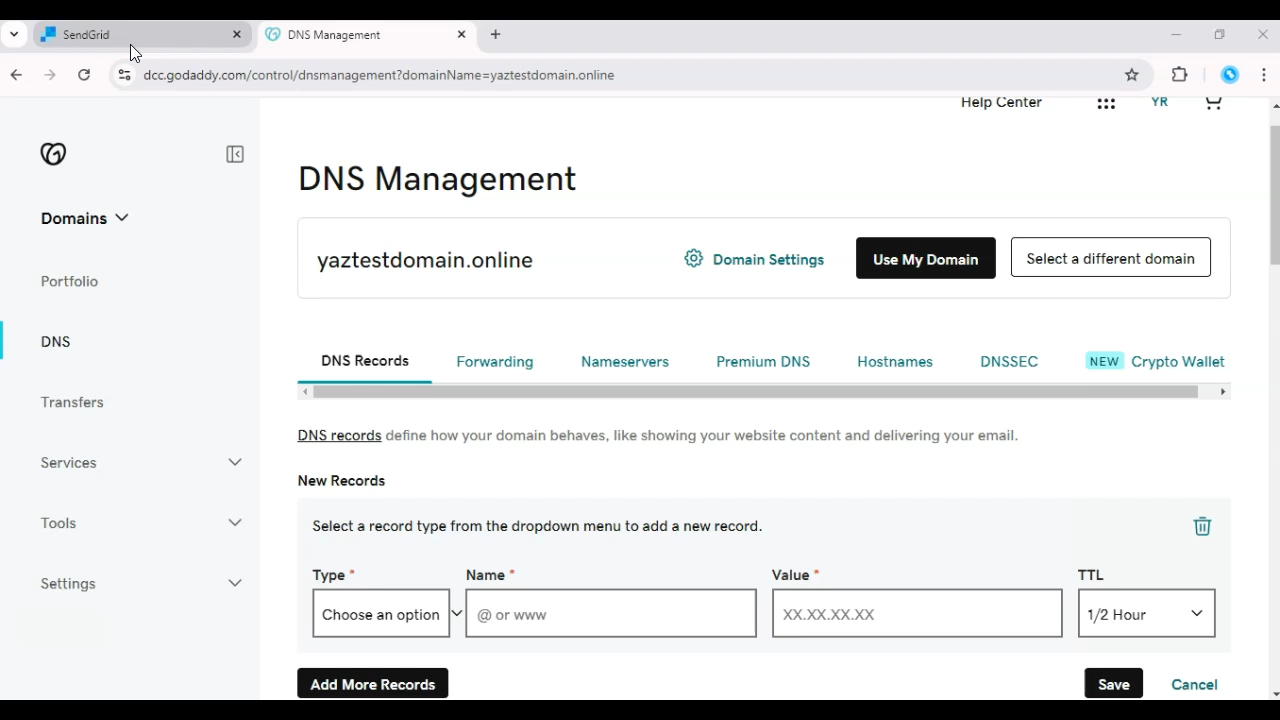 SendGrid
DNS Management
dcc.godaddy.com/control/dnsmanagement?domainName=yaztestdomain.online
Help Center
YR
Domains
Portfolio
DNS
Transfers
Services
Tools
Settings
DNS Management
yaztestdomain.online
Domain Settings
Use My Domain
Select a different domain
DNS Records Forwarding Nameservers Premium DNS Hostnames DNSSEC NEW Crypto Wallet
DNS records define how your domain behaves, like showing your website content and delivering your email.
New Records
Select a record type from the dropdown menu to add a new record.
Type * Name * Value * TTL
Choose an option @ or www XX.XX.XX.XX 1/2 Hour
Add More Records Save Cancel